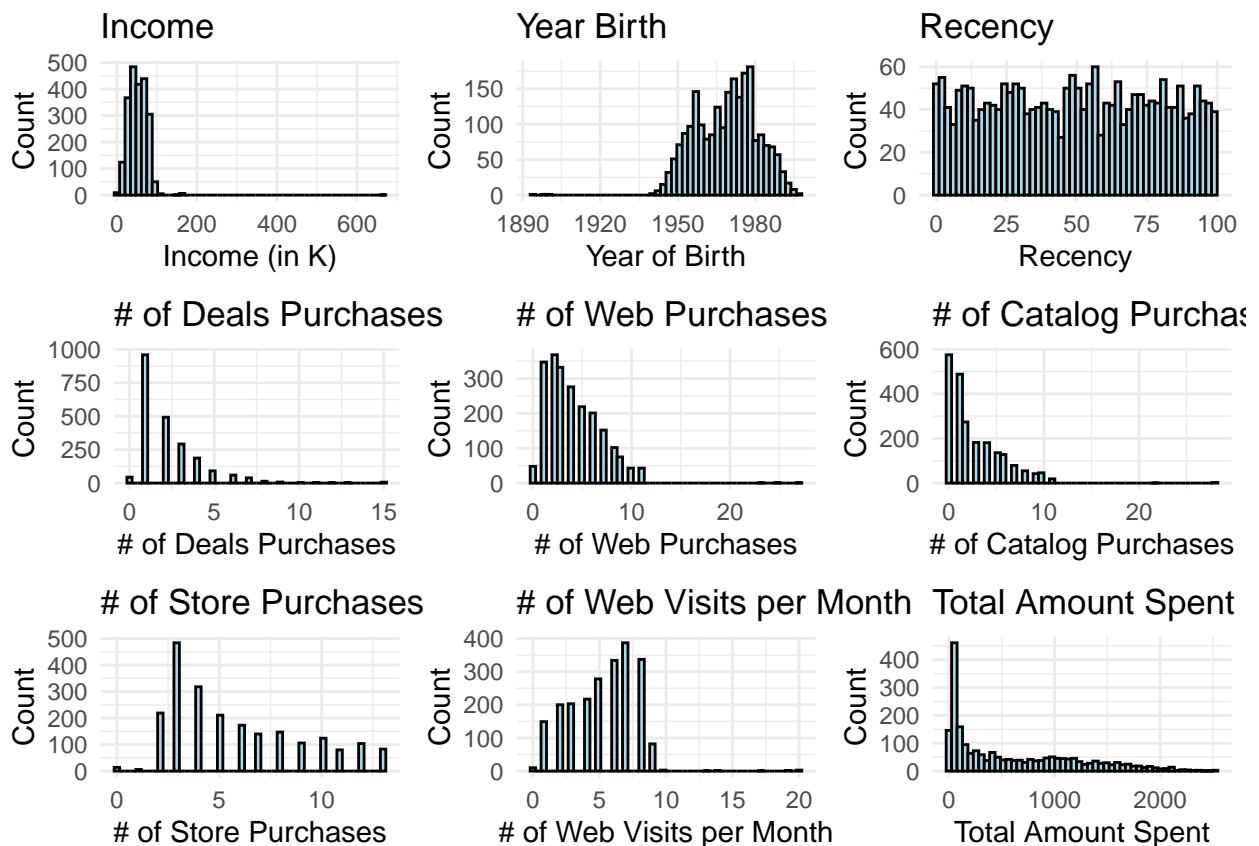 Income
Year Birth
Recency
Count
500
400
300
200
100
0
0 200 400 600
Income (in K)
Count
150
100
50
0
1890 1920 1950 1980
Year of Birth
Count
60
40
20
0
0 25 50 75 100
Recency
# of Deals Purchases
# of Web Purchases
# of Catalog Purchas
Count
1000
750
500
250
0
0 5 10 15
# of Deals Purchases
Count
300
200
100
0
0 10 20
# of Web Purchases
Count
600
400
200
0
0 10 20
# of Catalog Purchases
# of Store Purchases
# of Web Visits per Month
Total Amount Spent
Count
500
400
300
200
100
0
0 5 10
# of Store Purchases
Count
400
300
200
100
0
0 5 10 15 20
# of Web Visits per Month
Count
400
300
200
100
0
0 1000 2000
Total Amount Spent